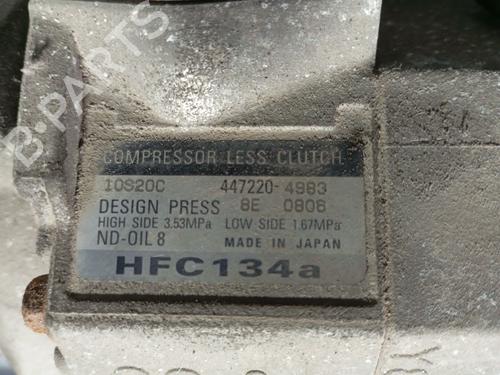 B-PARTS
COMPRESSOR LESS CLUTCH
10S20C 447220-4983
DESIGN PRESS 8E 0806
HIGH SIDE 3.53MPa LOW SIDE 1.67MPa
ND-OIL 8 MADE IN JAPAN
HFC134a